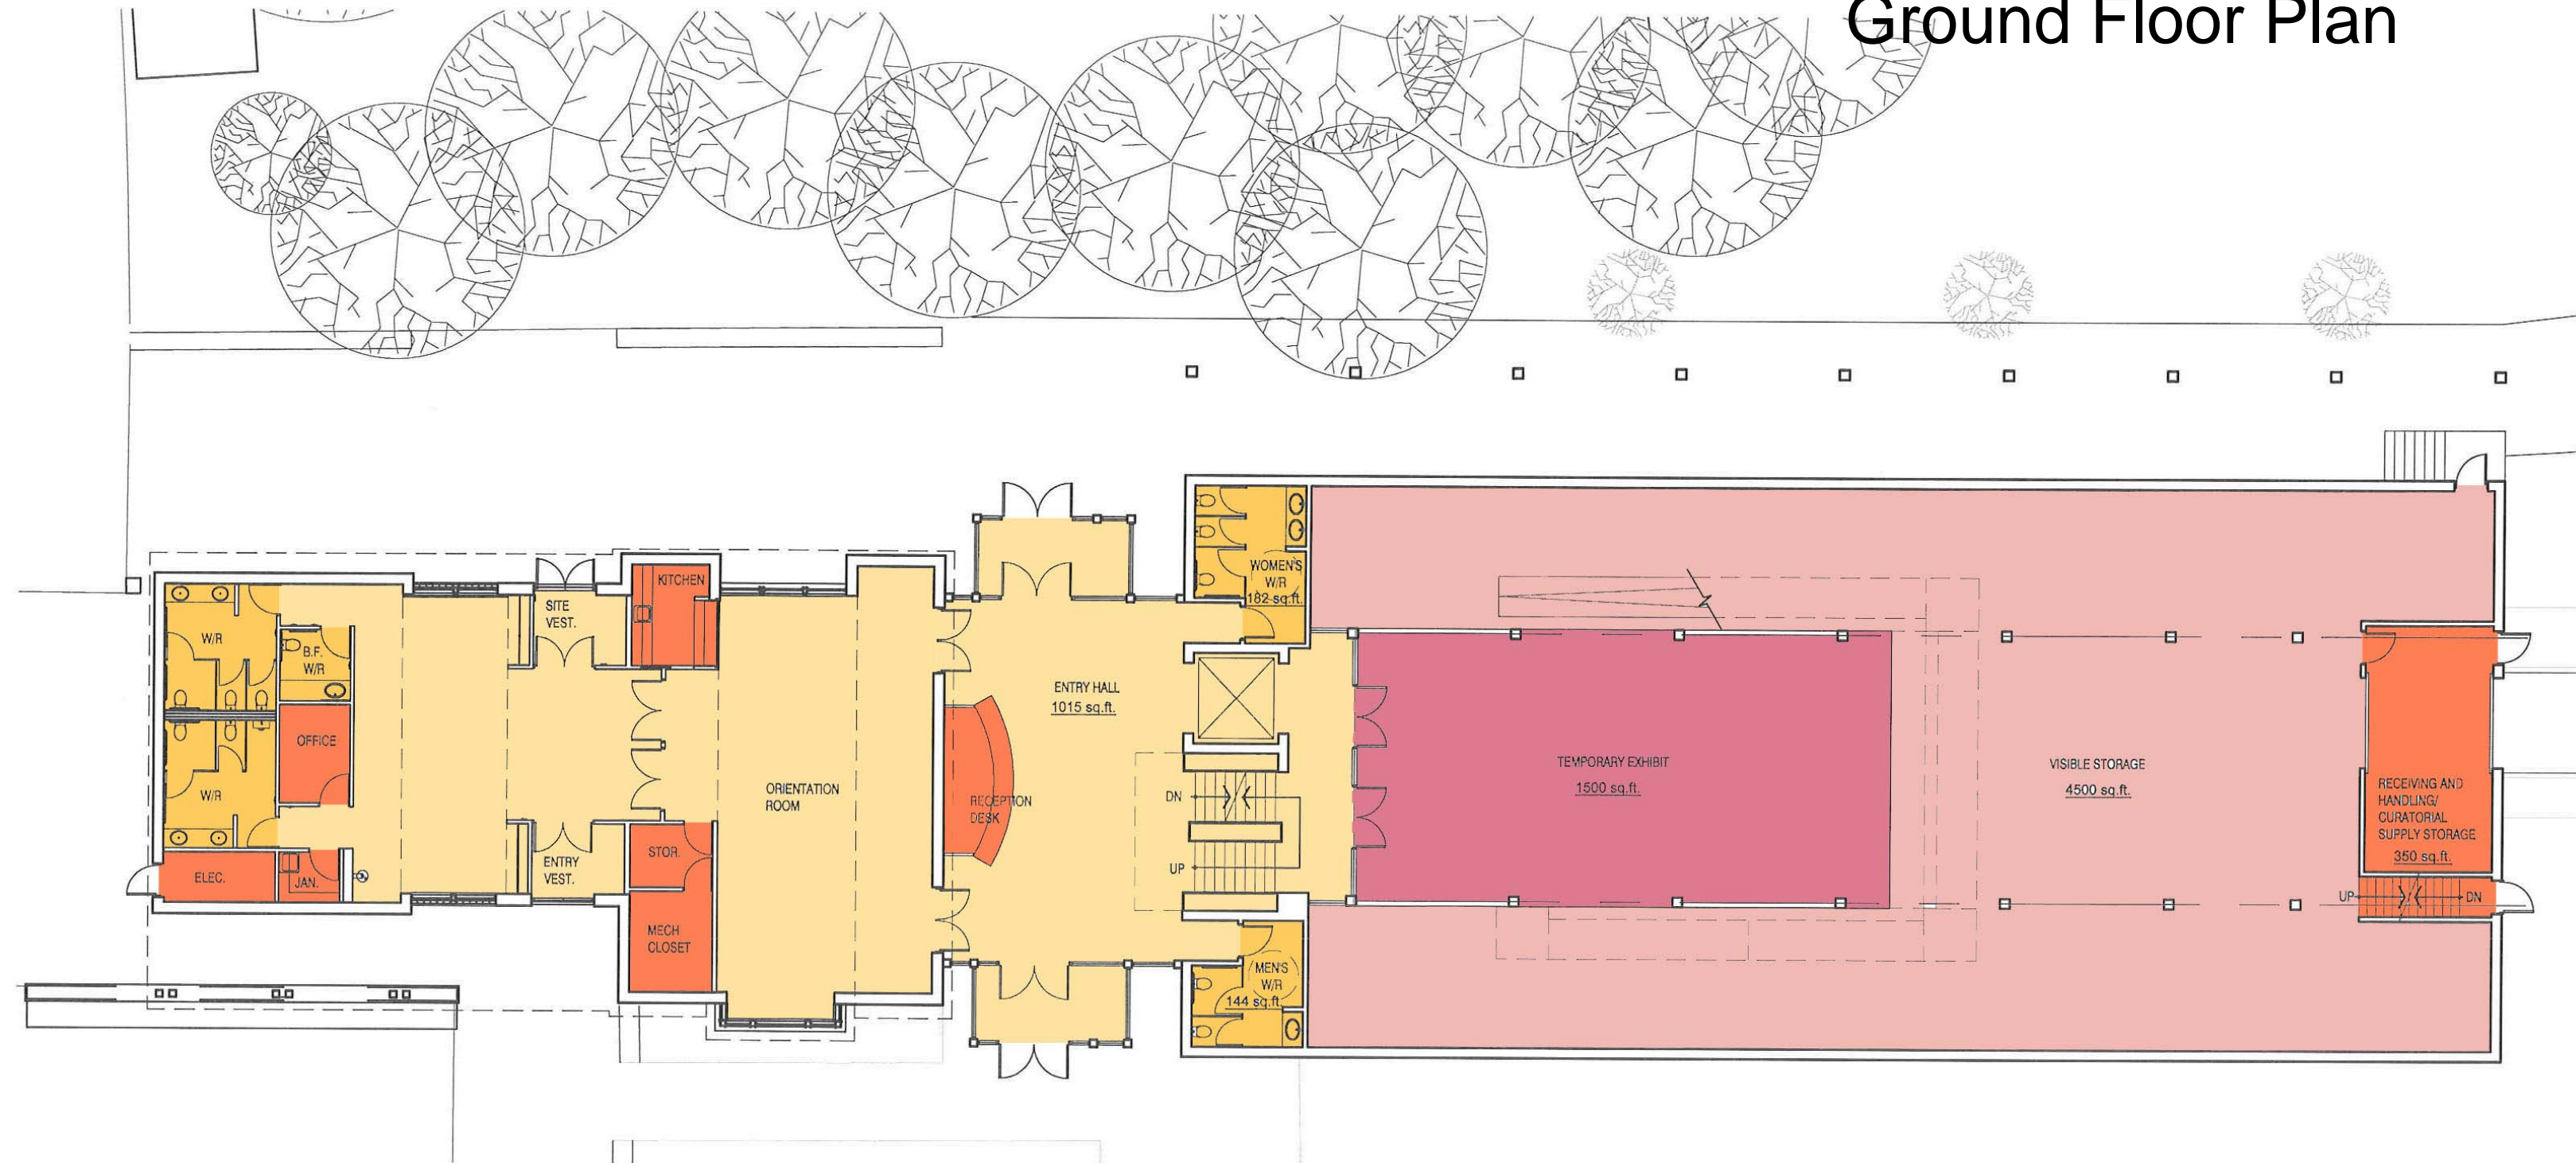 Ground Floor Plan
W/R
B.F.
W/R
OFFICE
W/R
ELEC.
JAN.
SITE
VEST.
KITCHEN
ENTRY
VEST.
STOR.
MECH
CLOSET
ORIENTATION
ROOM
RECEPTION
DESK
ENTRY HALL
1015 sq.ft.
DN
UP
WOMEN'S
W/R
182 sq.ft.
MEN'S
W/R
144 sq.ft.
TEMPORARY EXHIBIT
1500 sq.ft.
VISIBLE STORAGE
4500 sq.ft.
RECEIVING AND
HANDLING/
CURATORIAL
SUPPLY STORAGE
350 sq.ft.
UP
DN